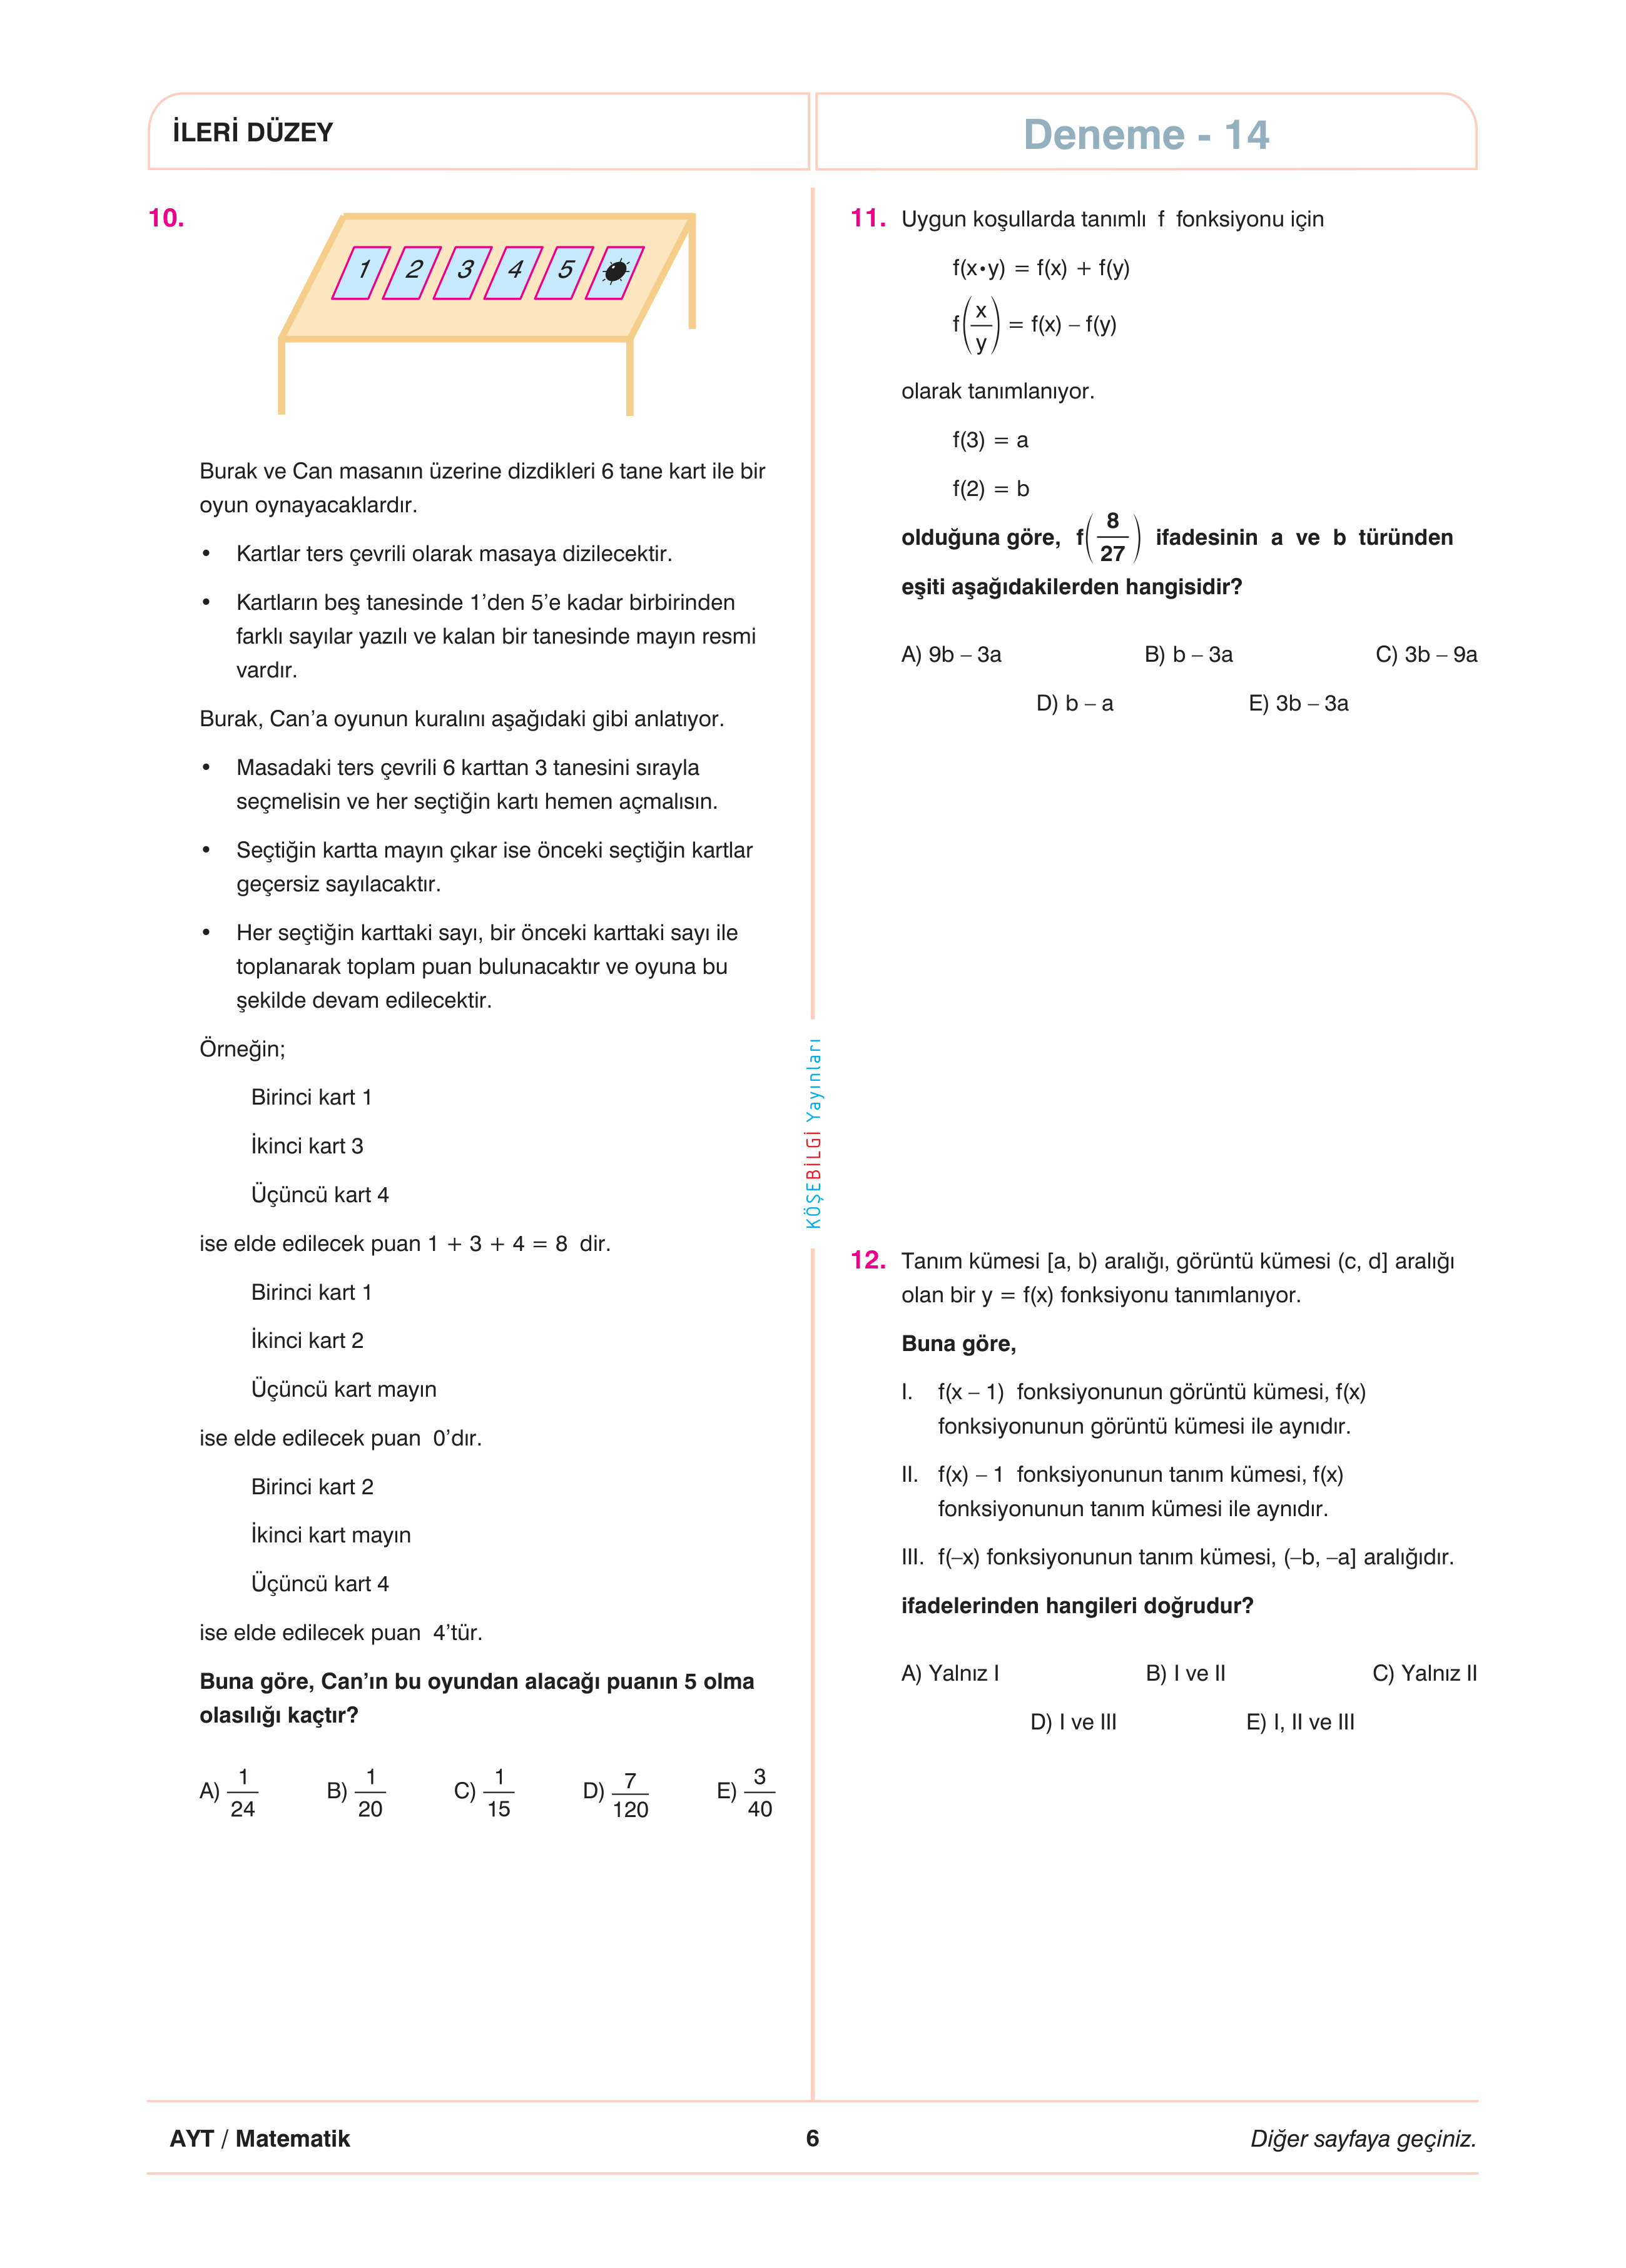 İLERİ DÜZEY
Deneme - 14
10.
1 2 3 4 5
Burak ve Can masanın üzerine dizdikleri 6 tane kart ile bir
oyun oynayacaklardır.
• Kartlar ters çevrili olarak masaya dizilecektir.
• Kartların beş tanesinde 1’den 5’e kadar birbirinden
farklı sayılar yazılı ve kalan bir tanesinde mayın resmi
vardır.
Burak, Can’a oyunun kuralını aşağıdaki gibi anlatıyor.
• Masadaki ters çevrili 6 karttan 3 tanesini sırayla
seçmelisin ve her seçtiğin kartı hemen açmalısın.
• Seçtiğin kartta mayın çıkar ise önceki seçtiğin kartlar
geçersiz sayılacaktır.
• Her seçtiğin karttaki sayı, bir önceki karttaki sayı ile
toplanarak toplam puan bulunacaktır ve oyuna bu
şekilde devam edilecektir.
Örneğin;
Birinci kart 1
İkinci kart 3
Üçüncü kart 4
ise elde edilecek puan 1 + 3 + 4 = 8 dir.
Birinci kart 1
İkinci kart 2
Üçüncü kart mayın
ise elde edilecek puan 0’dır.
Birinci kart 2
İkinci kart mayın
Üçüncü kart 4
ise elde edilecek puan 4’tür.
Buna göre, Can’ın bu oyundan alacağı puanın 5 olma
olasılığı kaçtır?
A) 1/24 B) 1/20 C) 1/15 D) 7/120 E) 3/40
KÖŞEBİLGİ Yayınları
11. Uygun koşullarda tanımlı f fonksiyonu için
f(x•y) = f(x) + f(y)
f(x/y) = f(x) – f(y)
olarak tanımlanıyor.
f(3) = a
f(2) = b
olduğuna göre, f(8/27) ifadesinin a ve b türünden
eşiti aşağıdakilerden hangisidir?
A) 9b – 3a B) b – 3a C) 3b – 9a
D) b – a E) 3b – 3a
12. Tanım kümesi [a, b) aralığı, görüntü kümesi (c, d] aralığı
olan bir y = f(x) fonksiyonu tanımlanıyor.
Buna göre,
I. f(x – 1) fonksiyonunun görüntü kümesi, f(x)
fonksiyonunun görüntü kümesi ile aynıdır.
II. f(x) – 1 fonksiyonunun tanım kümesi, f(x)
fonksiyonunun tanım kümesi ile aynıdır.
III. f(–x) fonksiyonunun tanım kümesi, (–b, –a] aralığıdır.
ifadelerinden hangileri doğrudur?
A) Yalnız I B) I ve II C) Yalnız II
D) I ve III E) I, II ve III
AYT / Matematik
6
Diğer sayfaya geçiniz.